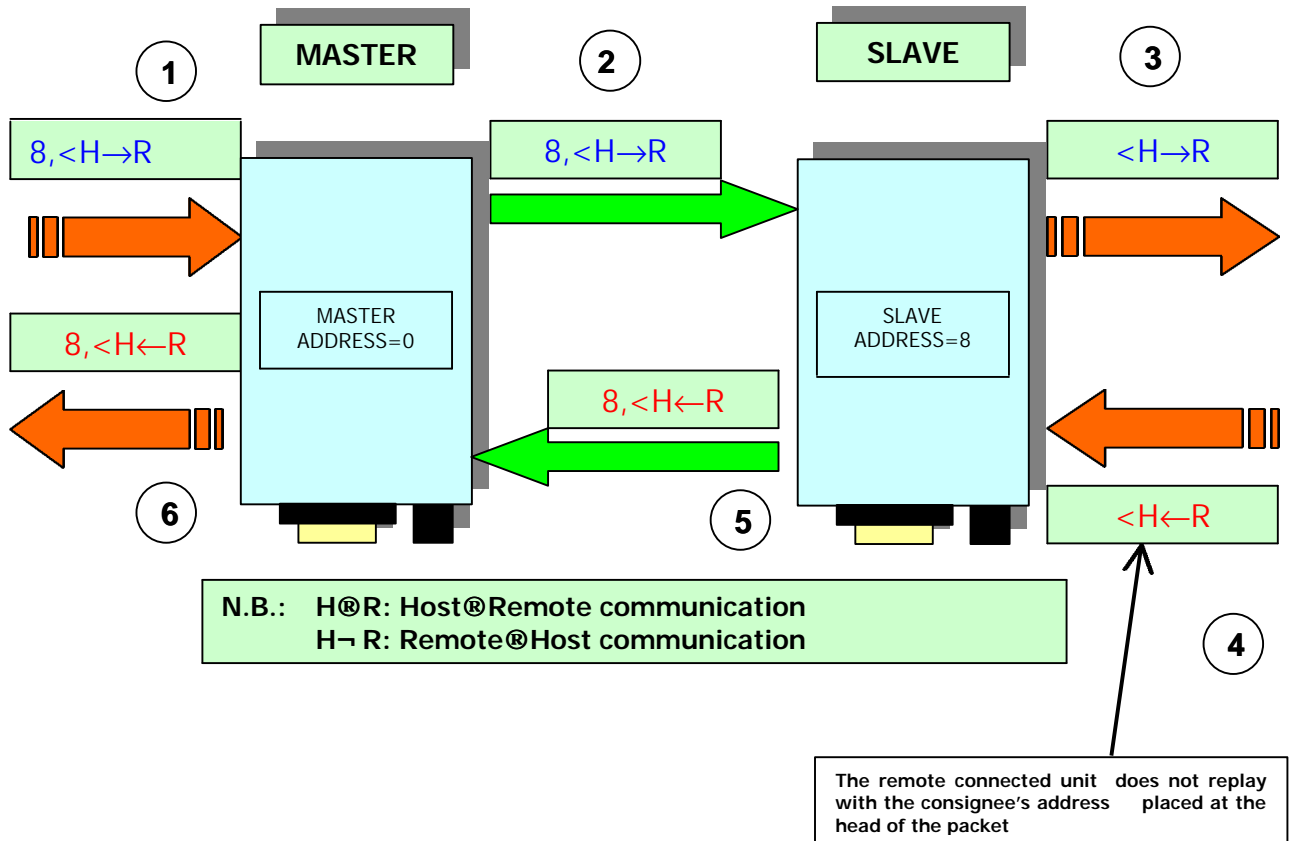 MASTER
SLAVE
1
2
3
8,<H→R
8,<H→R
<H→R
MASTER
ADDRESS=0
SLAVE
ADDRESS=8
8,<H←R
8,<H←R
6
5
<H←R
N.B.: H®R: Host®Remote communication
H¬ R: Remote®Host communication
4
The remote connected unit does not replay
with the consignee's address placed at the
head of the packet